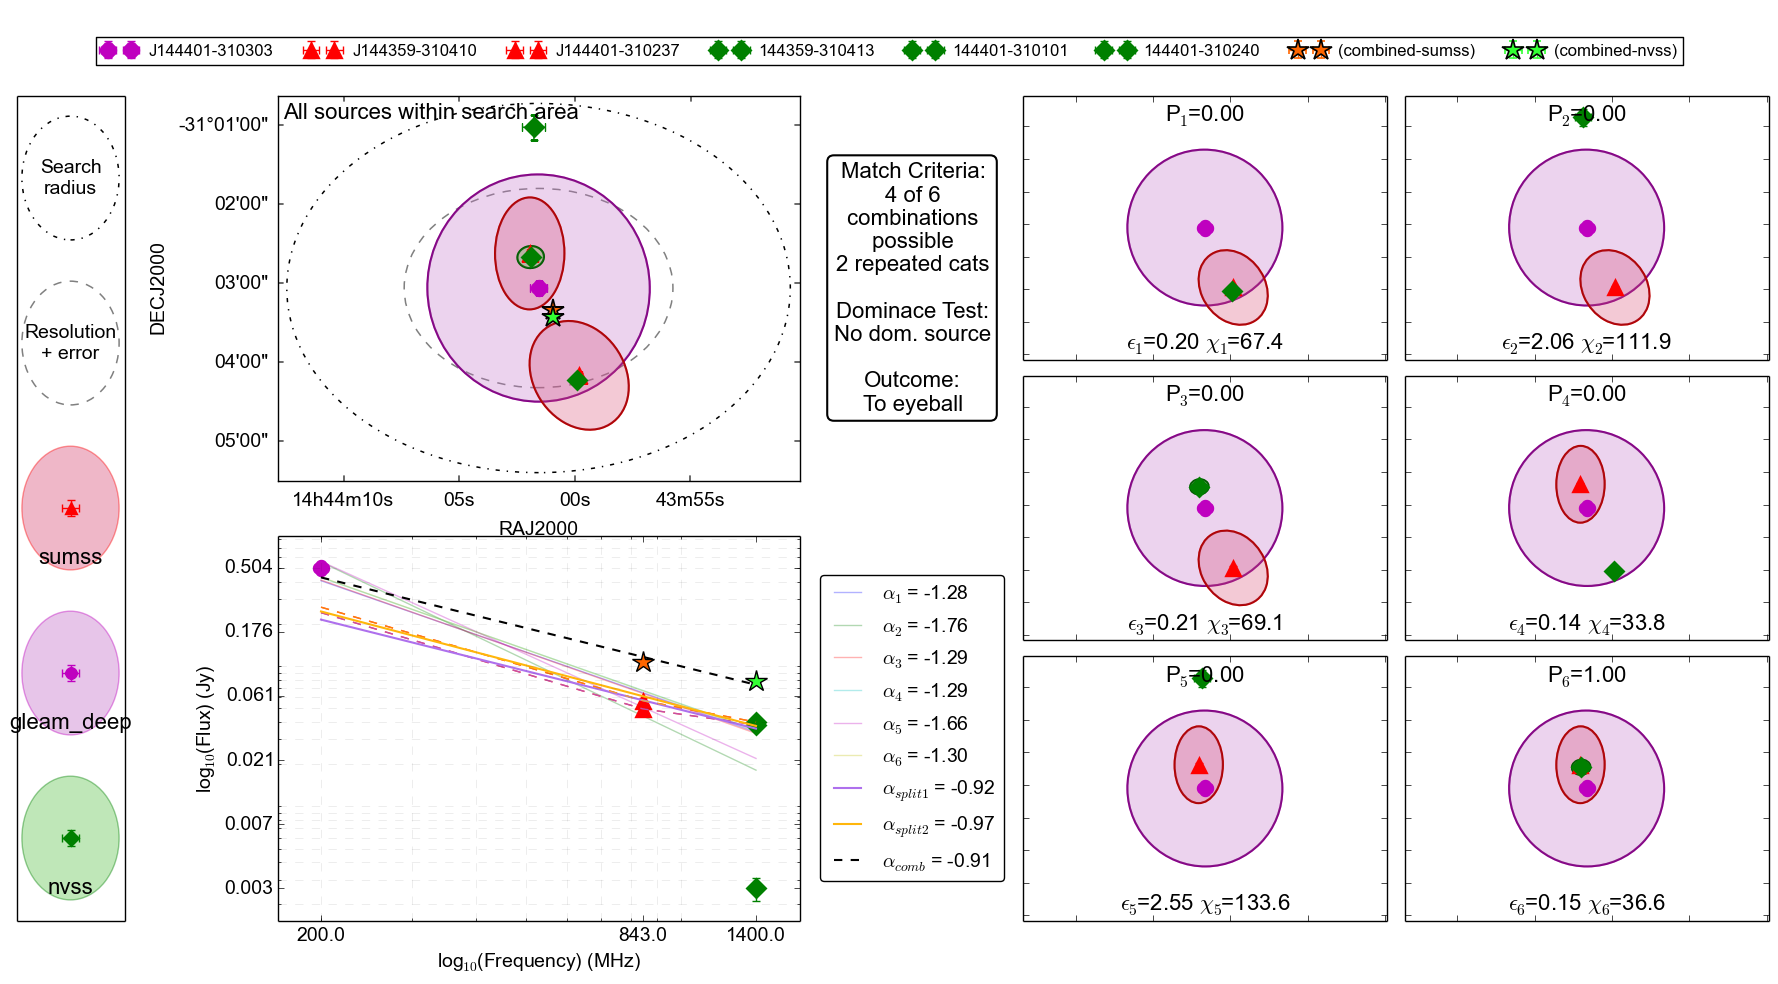 J144401-310303 J144359-310410 J144401-310237 144359-310413 144401-310101 144401-310240 (combined-sumss) (combined-nvss)
Search
radius
Resolution
+ error
sumss
gleam_deep
nvss
All sources within search area
-31°01'00"
02'00"
03'00"
04'00"
05'00"
DECJ2000
14h44m10s 05s 00s 43m55s
RAJ2000
Match Criteria:
4 of 6
combinations
possible
2 repeated cats
Dominace Test:
No dom. source
Outcome:
To eyeball
0.504
0.176
0.061
0.021
0.007
0.003
log₁₀(Flux) (Jy)
200.0 843.0 1400.0
log₁₀(Frequency) (MHz)
α₁ = -1.28
α₂ = -1.76
α₃ = -1.29
α₄ = -1.29
α₅ = -1.66
α₆ = -1.30
α_split1 = -0.92
α_split2 = -0.97
α_comb = -0.91
P₁=0.00
ϵ₁=0.20 χ₁=67.4
P₂=0.00
ϵ₂=2.06 χ₂=111.9
P₃=0.00
ϵ₃=0.21 χ₃=69.1
P₄=0.00
ϵ₄=0.14 χ₄=33.8
P₅=0.00
ϵ₅=2.55 χ₅=133.6
P₆=1.00
ϵ₆=0.15 χ₆=36.6